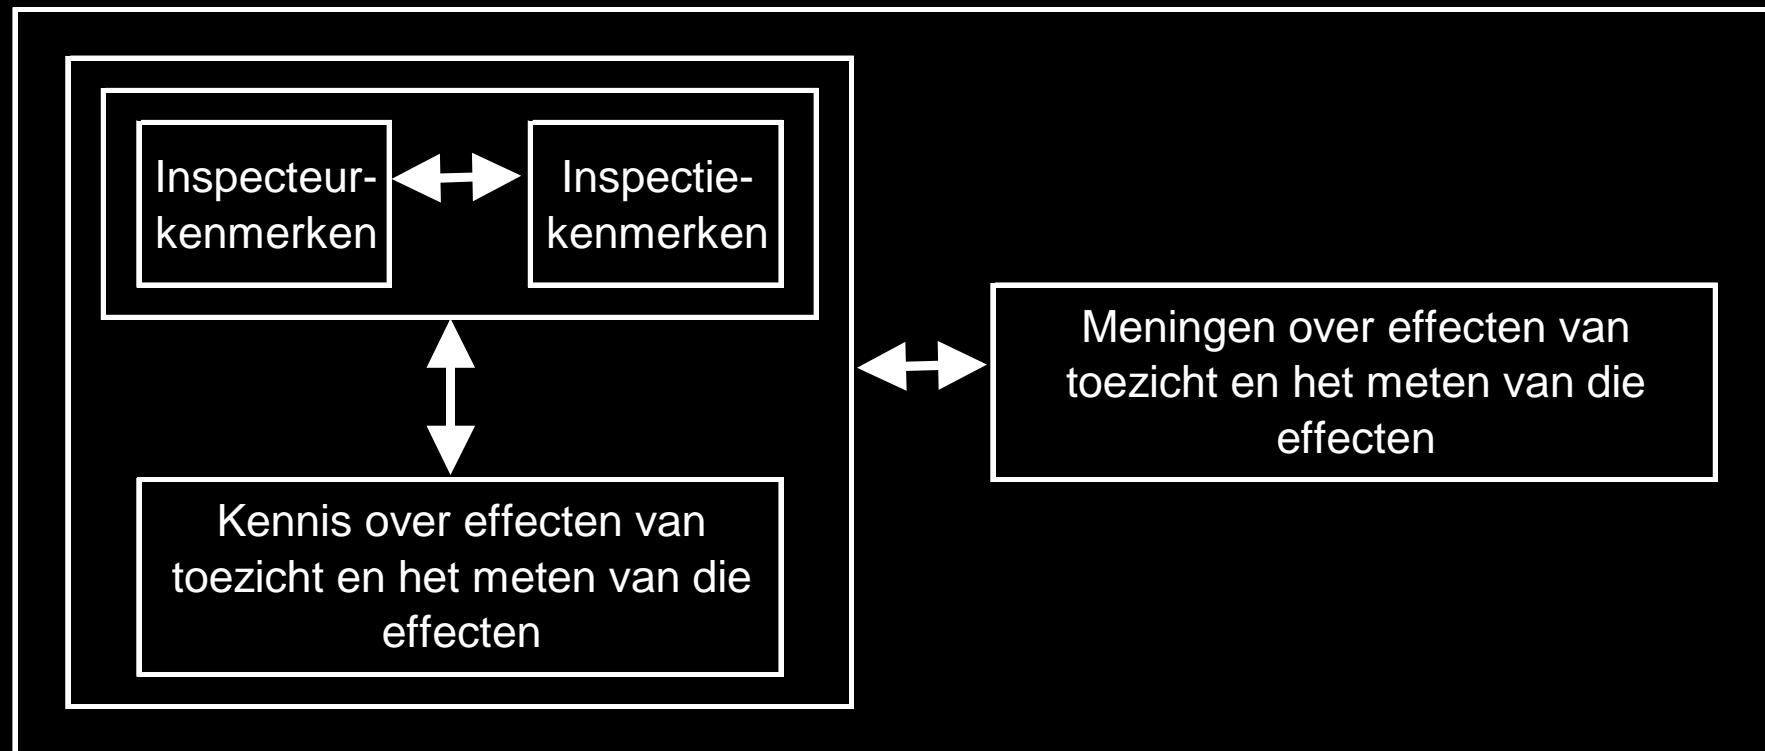 Inspecteur-
kenmerken
Inspectie-
kenmerken
Meningen over effecten van
toezicht en het meten van die
effecten
Kennis over effecten van
toezicht en het meten van die
effecten